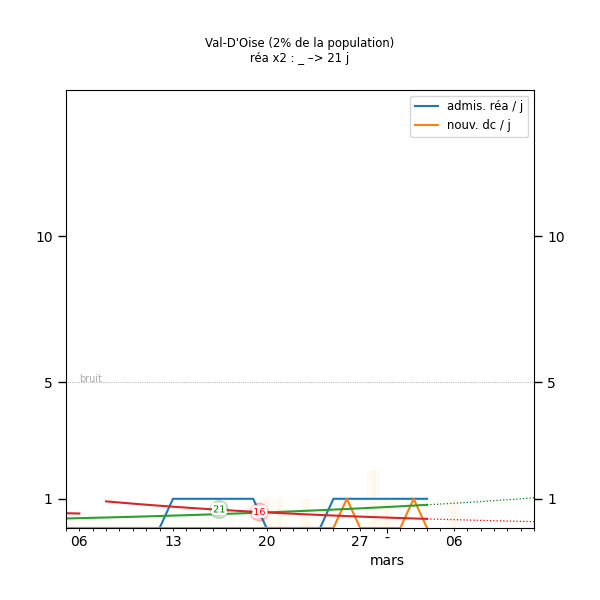 Val-D'Oise (2% de la population)
réa x2 : _ –> 21 j
admis. réa / j
nouv. dc / j
10
10
bruit
5
5
21
16
1
1
06
13
20
27
-
06
mars